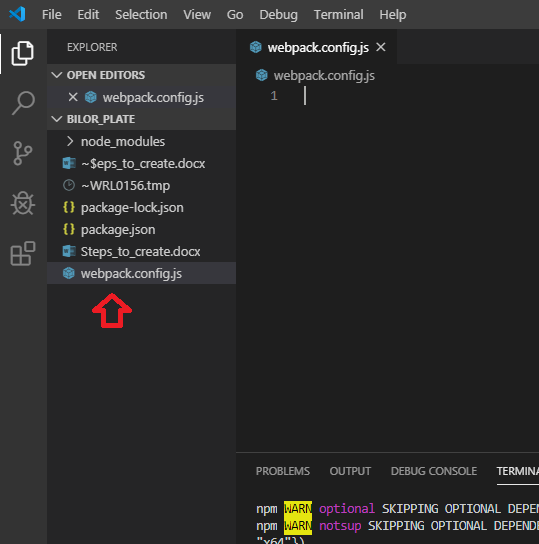 File Edit Selection View Go Debug Terminal Help
EXPLORER
OPEN EDITORS
webpack.config.js
BILOR_PLATE
node_modules
~$eps_to_create.docx
~WRL0156.tmp
package-lock.json
package.json
Steps_to_create.docx
webpack.config.js
webpack.config.js
webpack.config.js
1
PROBLEMS OUTPUT DEBUG CONSOLE TERMINA
npm WARN optional SKIPPING OPTIONAL DEPEN
npm WARN notsup SKIPPING OPTIONAL DEPENDE
"x64"})